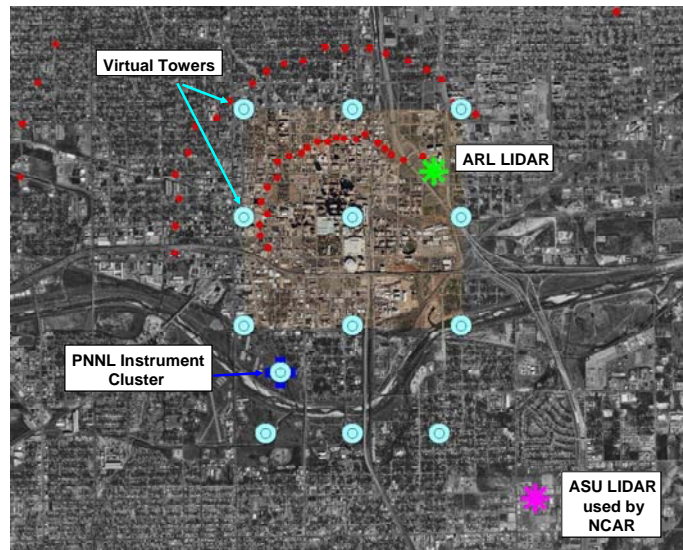 Virtual Towers
ARL LIDAR
PNNL Instrument
Cluster
ASU LIDAR
used by
NCAR